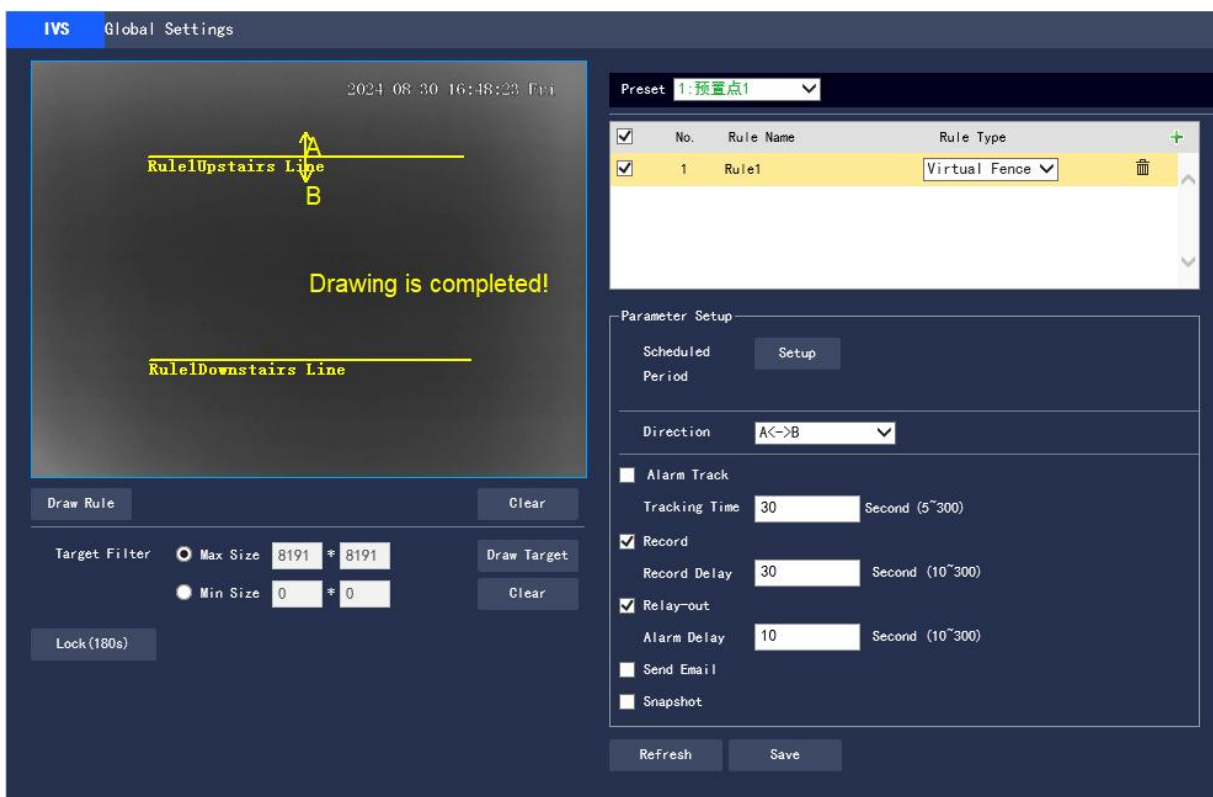 IVS Global Settings
2024-08-30 16:48:23 Fri
A
Rule1Upstairs Line
B
Drawing is completed!
Rule1Downstairs Line
Draw Rule Clear
Target Filter Max Size 8191 * 8191 Draw Target
Min Size 0 * 0 Clear
Lock(180s)
Preset 1:预置点1
No. Rule Name Rule Type +
1 Rule1 Virtual Fence
Parameter Setup
Scheduled Setup
Period
Direction A<->B
Alarm Track
Tracking Time 30 Second (5~300)
Record
Record Delay 30 Second (10~300)
Relay-out
Alarm Delay 10 Second (10~300)
Send Email
Snapshot
Refresh Save